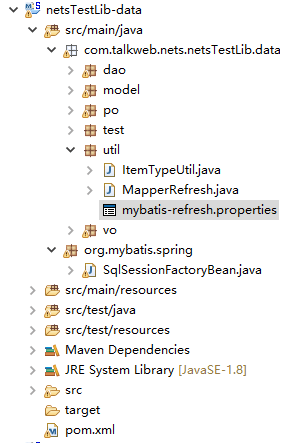 netsTestLib-data
src/main/java
com.talkweb.nets.netsTestLib.data
dao
model
po
test
util
ItemTypeUtil.java
MapperRefresh.java
mybatis-refresh.properties
vo
org.mybatis.spring
SqlSessionFactoryBean.java
src/main/resources
src/test/java
src/test/resources
Maven Dependencies
JRE System Library [JavaSE-1.8]
src
target
pom.xml